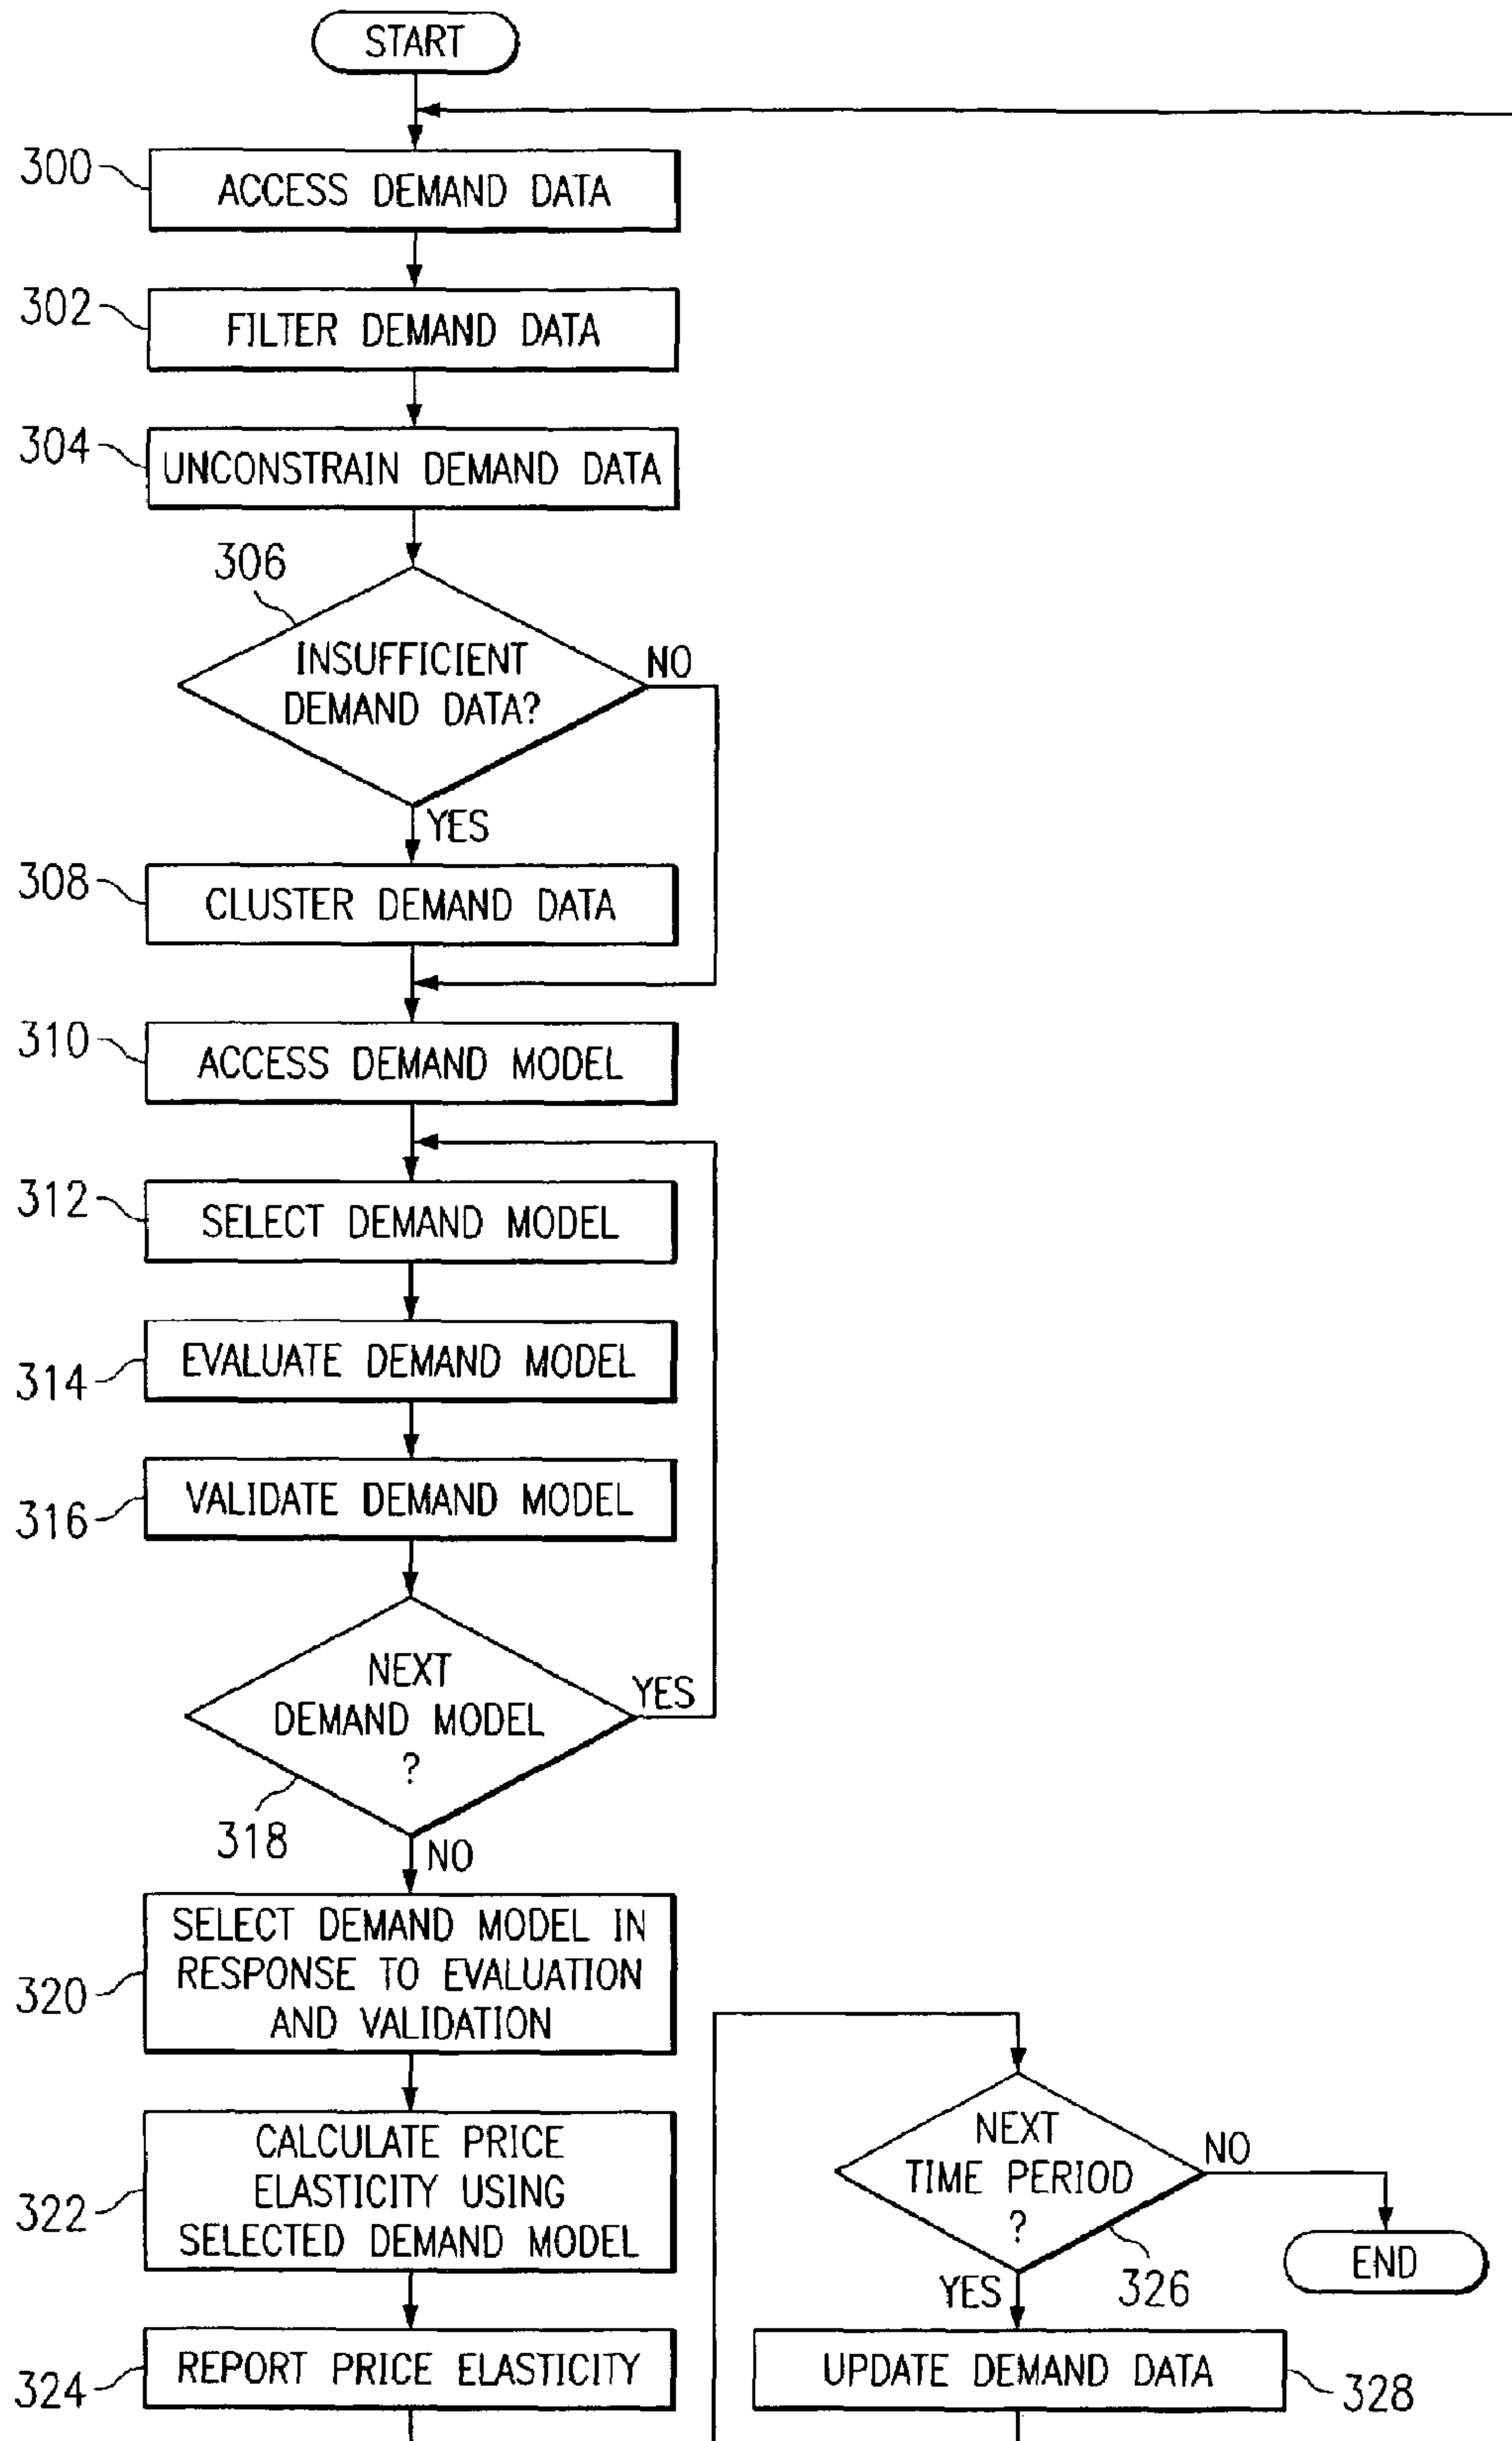 START
300
ACCESS DEMAND DATA
302
FILTER DEMAND DATA
304
UNCONSTRAIN DEMAND DATA
306
INSUFFICIENT
DEMAND DATA?
NO
YES
308
CLUSTER DEMAND DATA
310
ACCESS DEMAND MODEL
312
SELECT DEMAND MODEL
314
EVALUATE DEMAND MODEL
316
VALIDATE DEMAND MODEL
NEXT
DEMAND MODEL
?
YES
318
NO
320
SELECT DEMAND MODEL IN
RESPONSE TO EVALUATION
AND VALIDATION
322
CALCULATE PRICE
ELASTICITY USING
SELECTED DEMAND MODEL
324
REPORT PRICE ELASTICITY
NEXT
TIME PERIOD
?
NO
END
326
YES
UPDATE DEMAND DATA
328